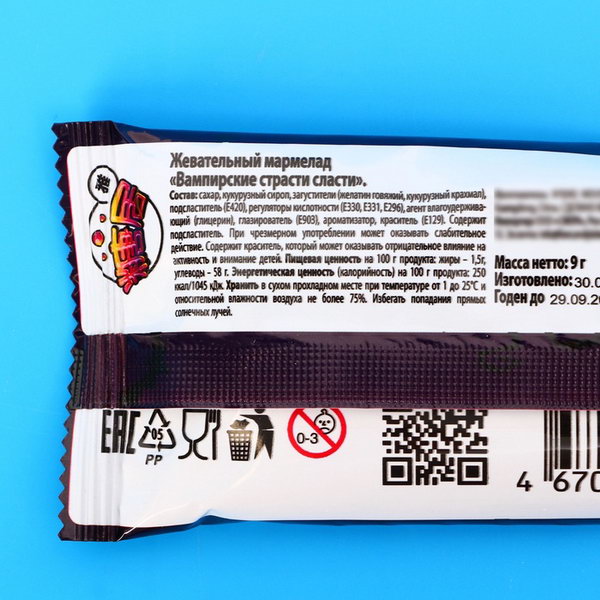 Жевательный мармелад
«Вампирские страсти сласти».
Состав: сахар, кукурузный сироп, загустители (желатин говяжий, кукурузный крахмал),
подсластитель (Е420), регуляторы кислотности (Е330, Е331, Е296), агент влагоудерживаю-
ющий (глицерин), глазирователь (Е903), ароматизатор, краситель (Е129). Содержит
подсластитель. При чрезмерном употреблении может оказывать слабительное
действие. Содержит краситель, который может оказывать отрицательное влияние на
активность и внимание детей. Пищевая ценность на 100 г продукта: жиры – 1,5г,
углеводы – 58 г. Энергетическая ценность (калорийность) на 100 г продукта: 250
ккал/1045 кДж. Хранить в сухом прохладном месте при температуре от 1 до 25°С и
относительной влажности воздуха не более 75%. Избегать попадания прямых
солнечных лучей.
Масса нетто: 9 г
Изготовлено: 30.0
Годен до 29.09.20
EAC
05
PP
0-3
4 670